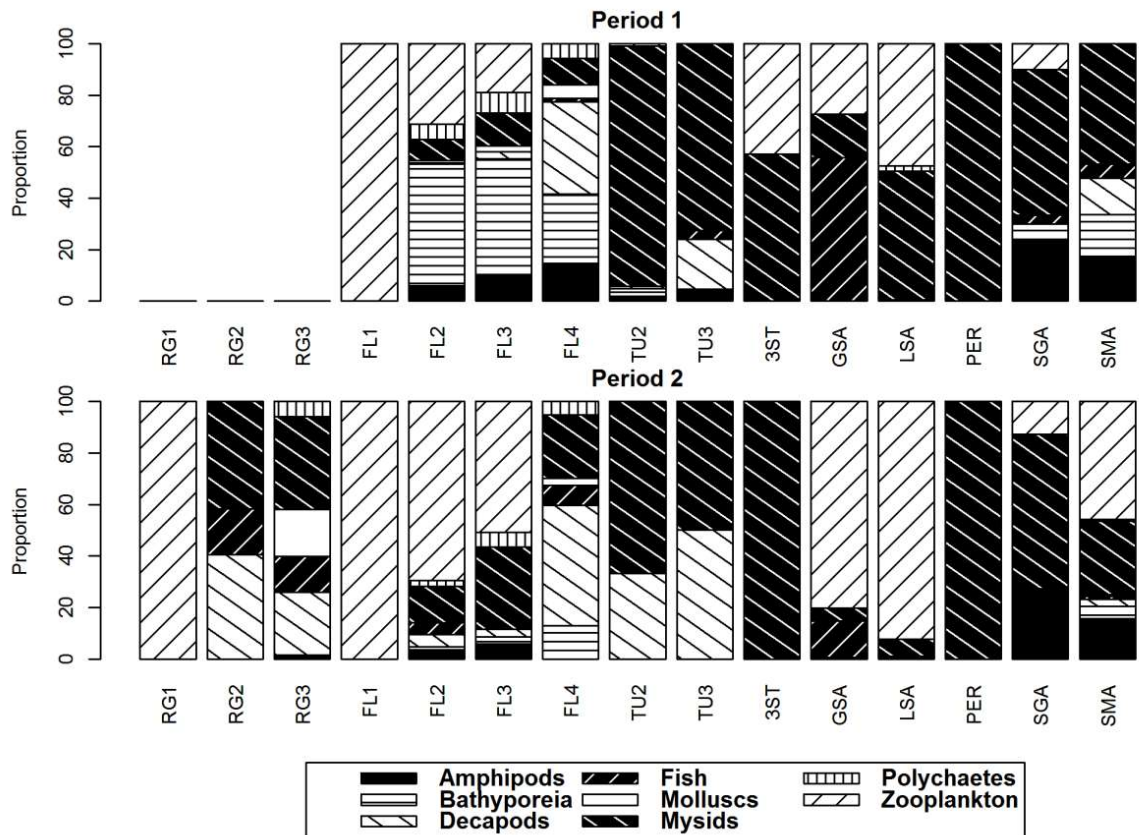 Period 1
Proportion
100
80
60
40
20
0
RG1 RG2 RG3 FL1 FL2 FL3 FL4 TU2 TU3 3ST GSA LSA PER SGA SMA
Period 2
Proportion
100
80
60
40
20
0
RG1 RG2 RG3 FL1 FL2 FL3 FL4 TU2 TU3 3ST GSA LSA PER SGA SMA
Amphipods Fish Polychaetes
Bathyporeia Molluscs Zooplankton
Decapods Mysids